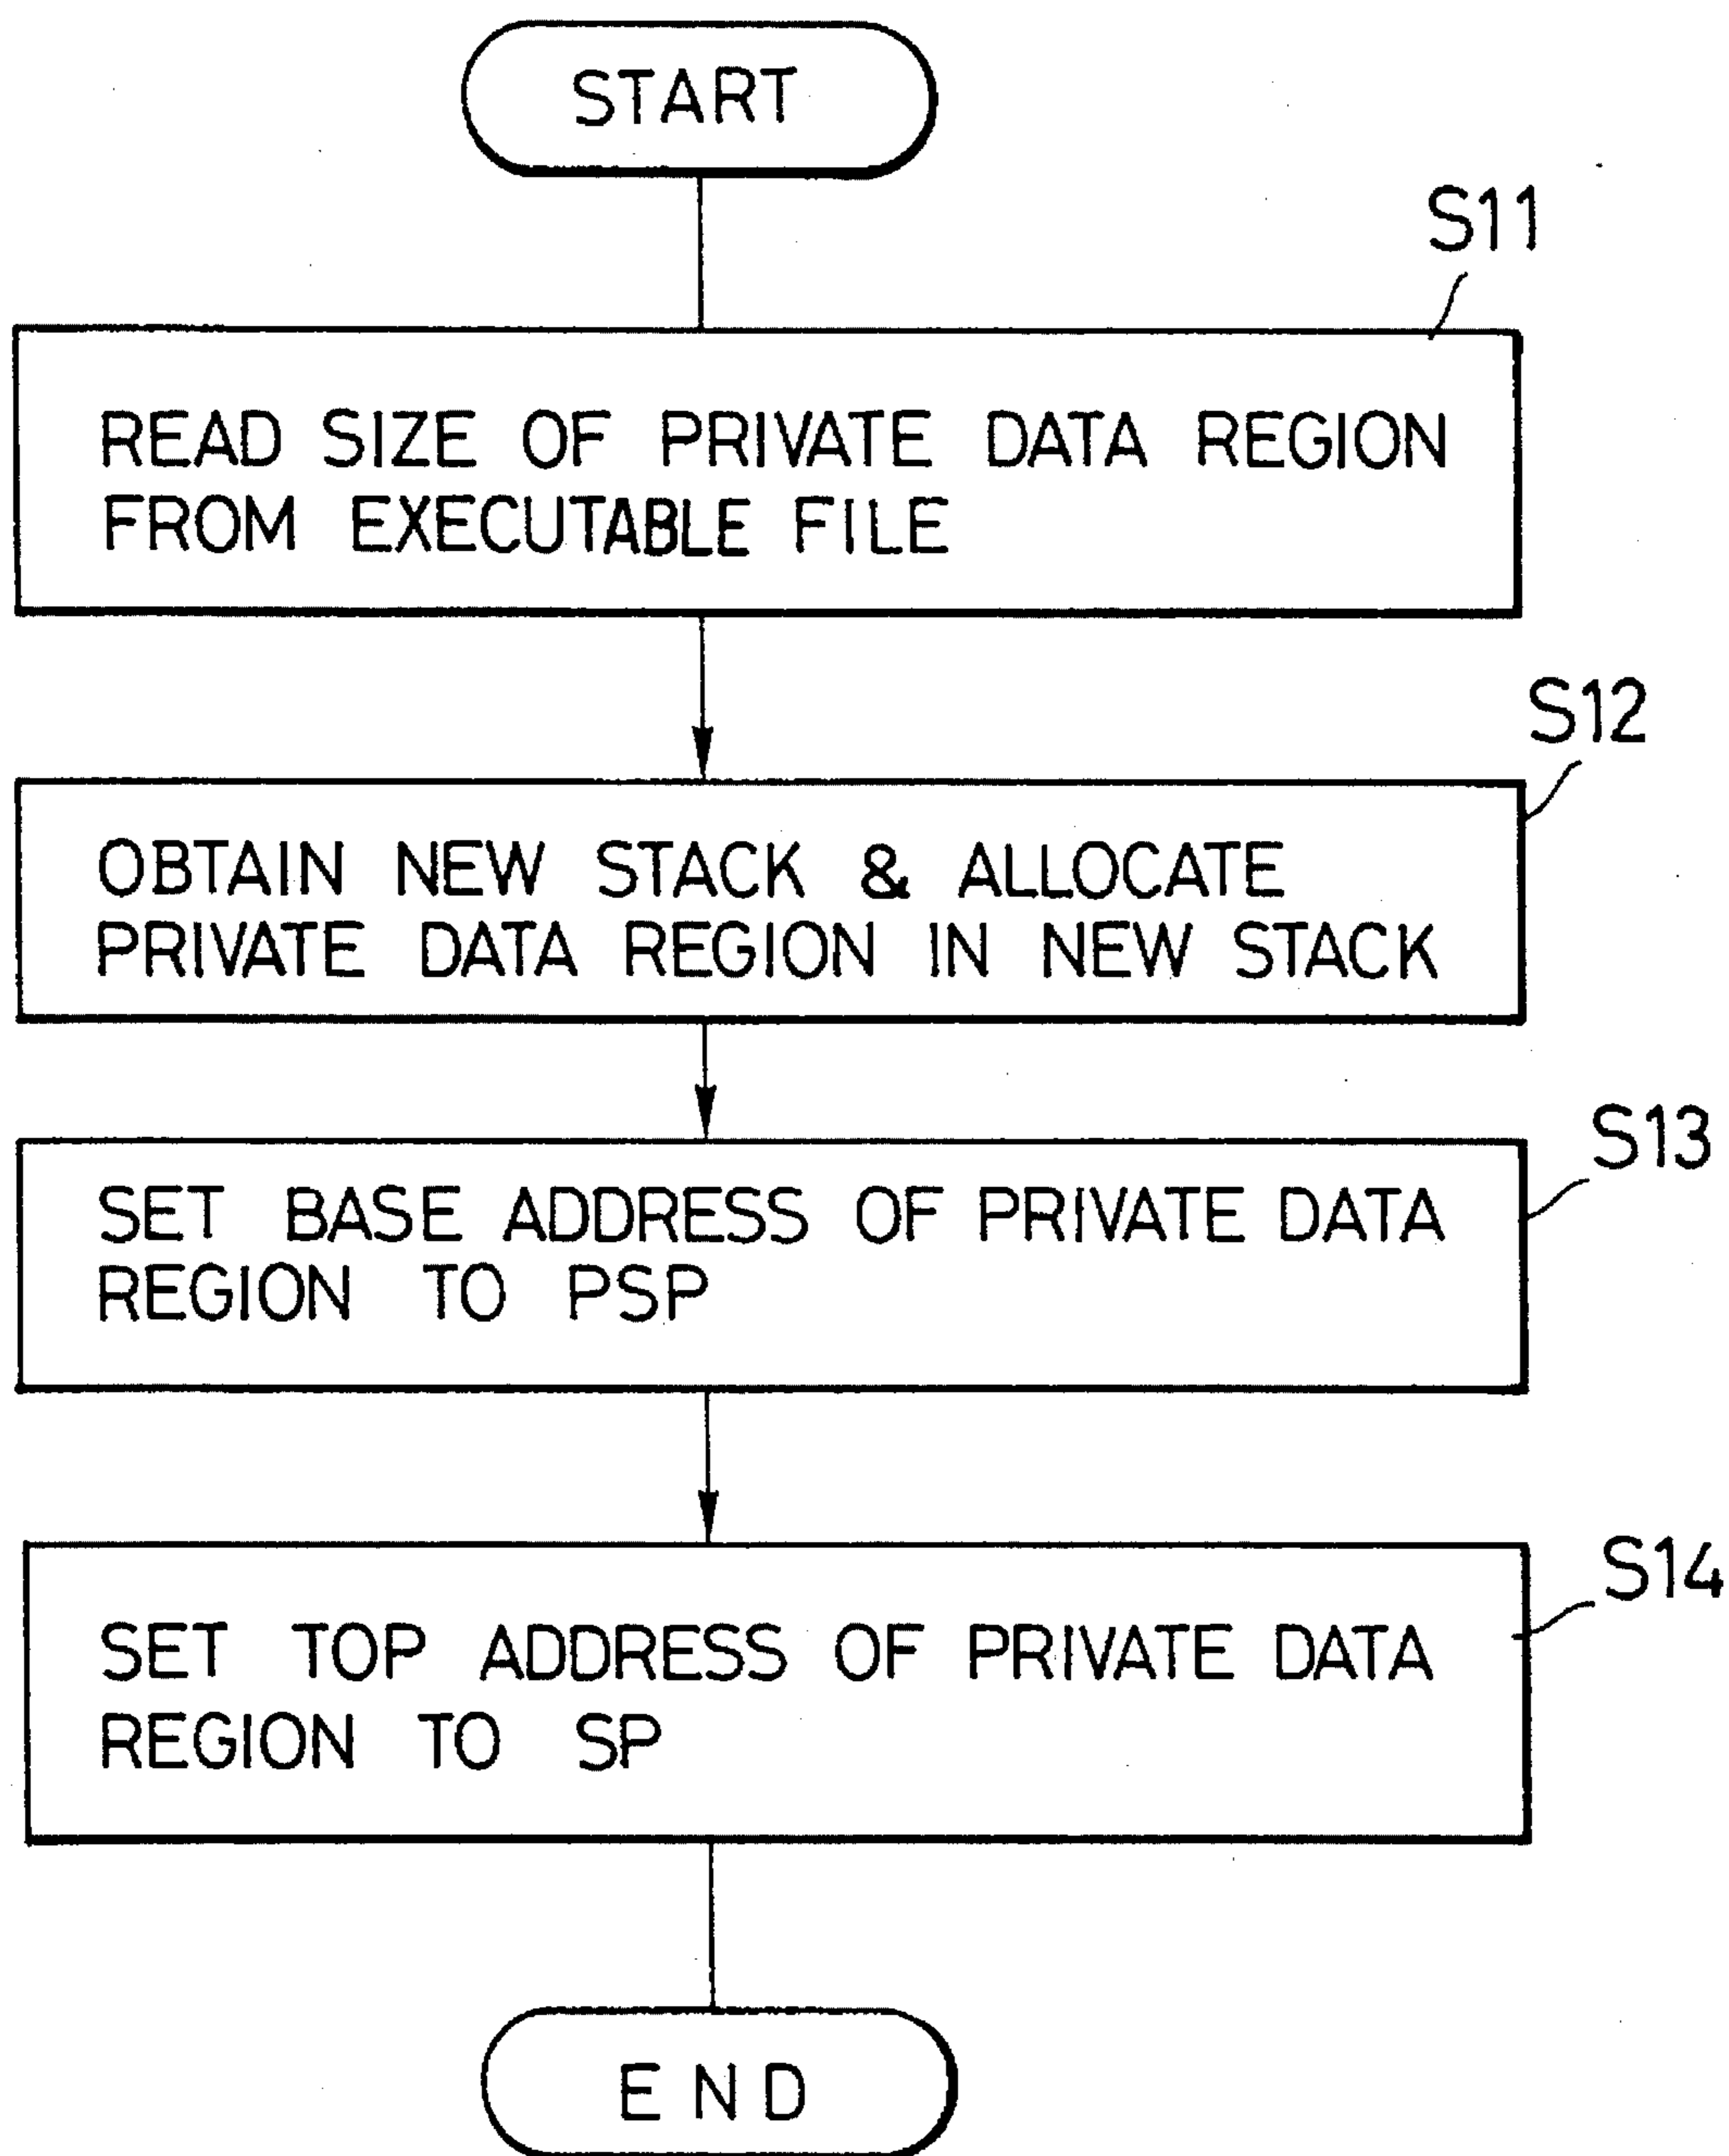 START
S11
READ SIZE OF PRIVATE DATA REGION
FROM EXECUTABLE FILE
S12
OBTAIN NEW STACK & ALLOCATE
PRIVATE DATA REGION IN NEW STACK
S13
SET BASE ADDRESS OF PRIVATE DATA
REGION TO PSP
S14
SET TOP ADDRESS OF PRIVATE DATA
REGION TO SP
END